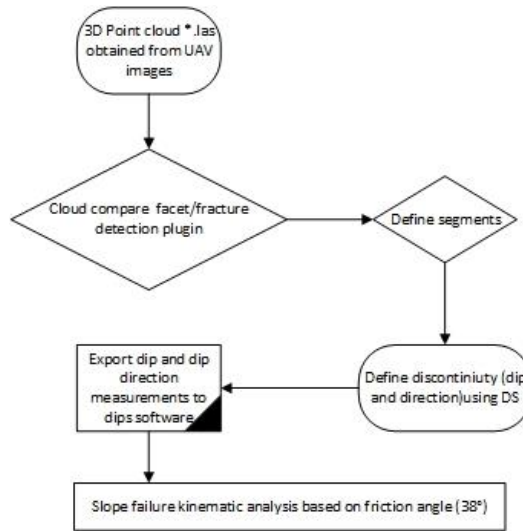 3D Point cloud *.las
obtained from UAV
images
Cloud compare facet/fracture
detection plugin
Define segments
Define discontiniuty (dip
and direction)using DS
Export dip and dip
direction
measurements to
dips software
Slope failure kinematic analysis based on friction angle (38°)